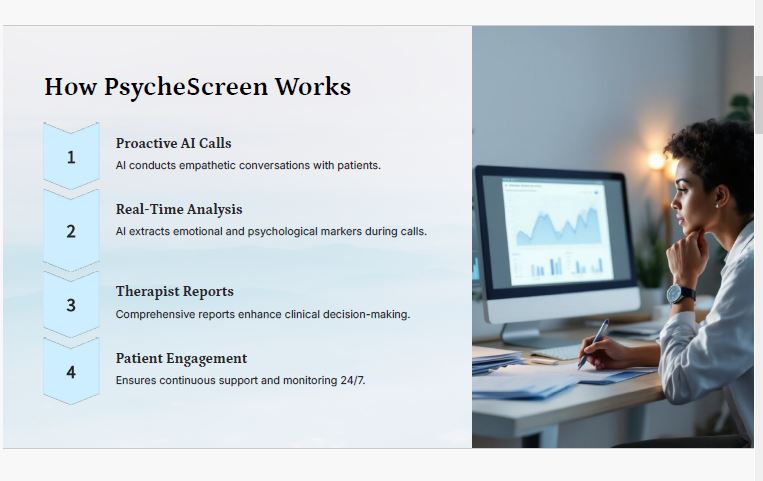 How PsycheScreen Works
1
Proactive AI Calls
AI conducts empathetic conversations with patients.
2
Real-Time Analysis
AI extracts emotional and psychological markers during calls.
3
Therapist Reports
Comprehensive reports enhance clinical decision-making.
4
Patient Engagement
Ensures continuous support and monitoring 24/7.